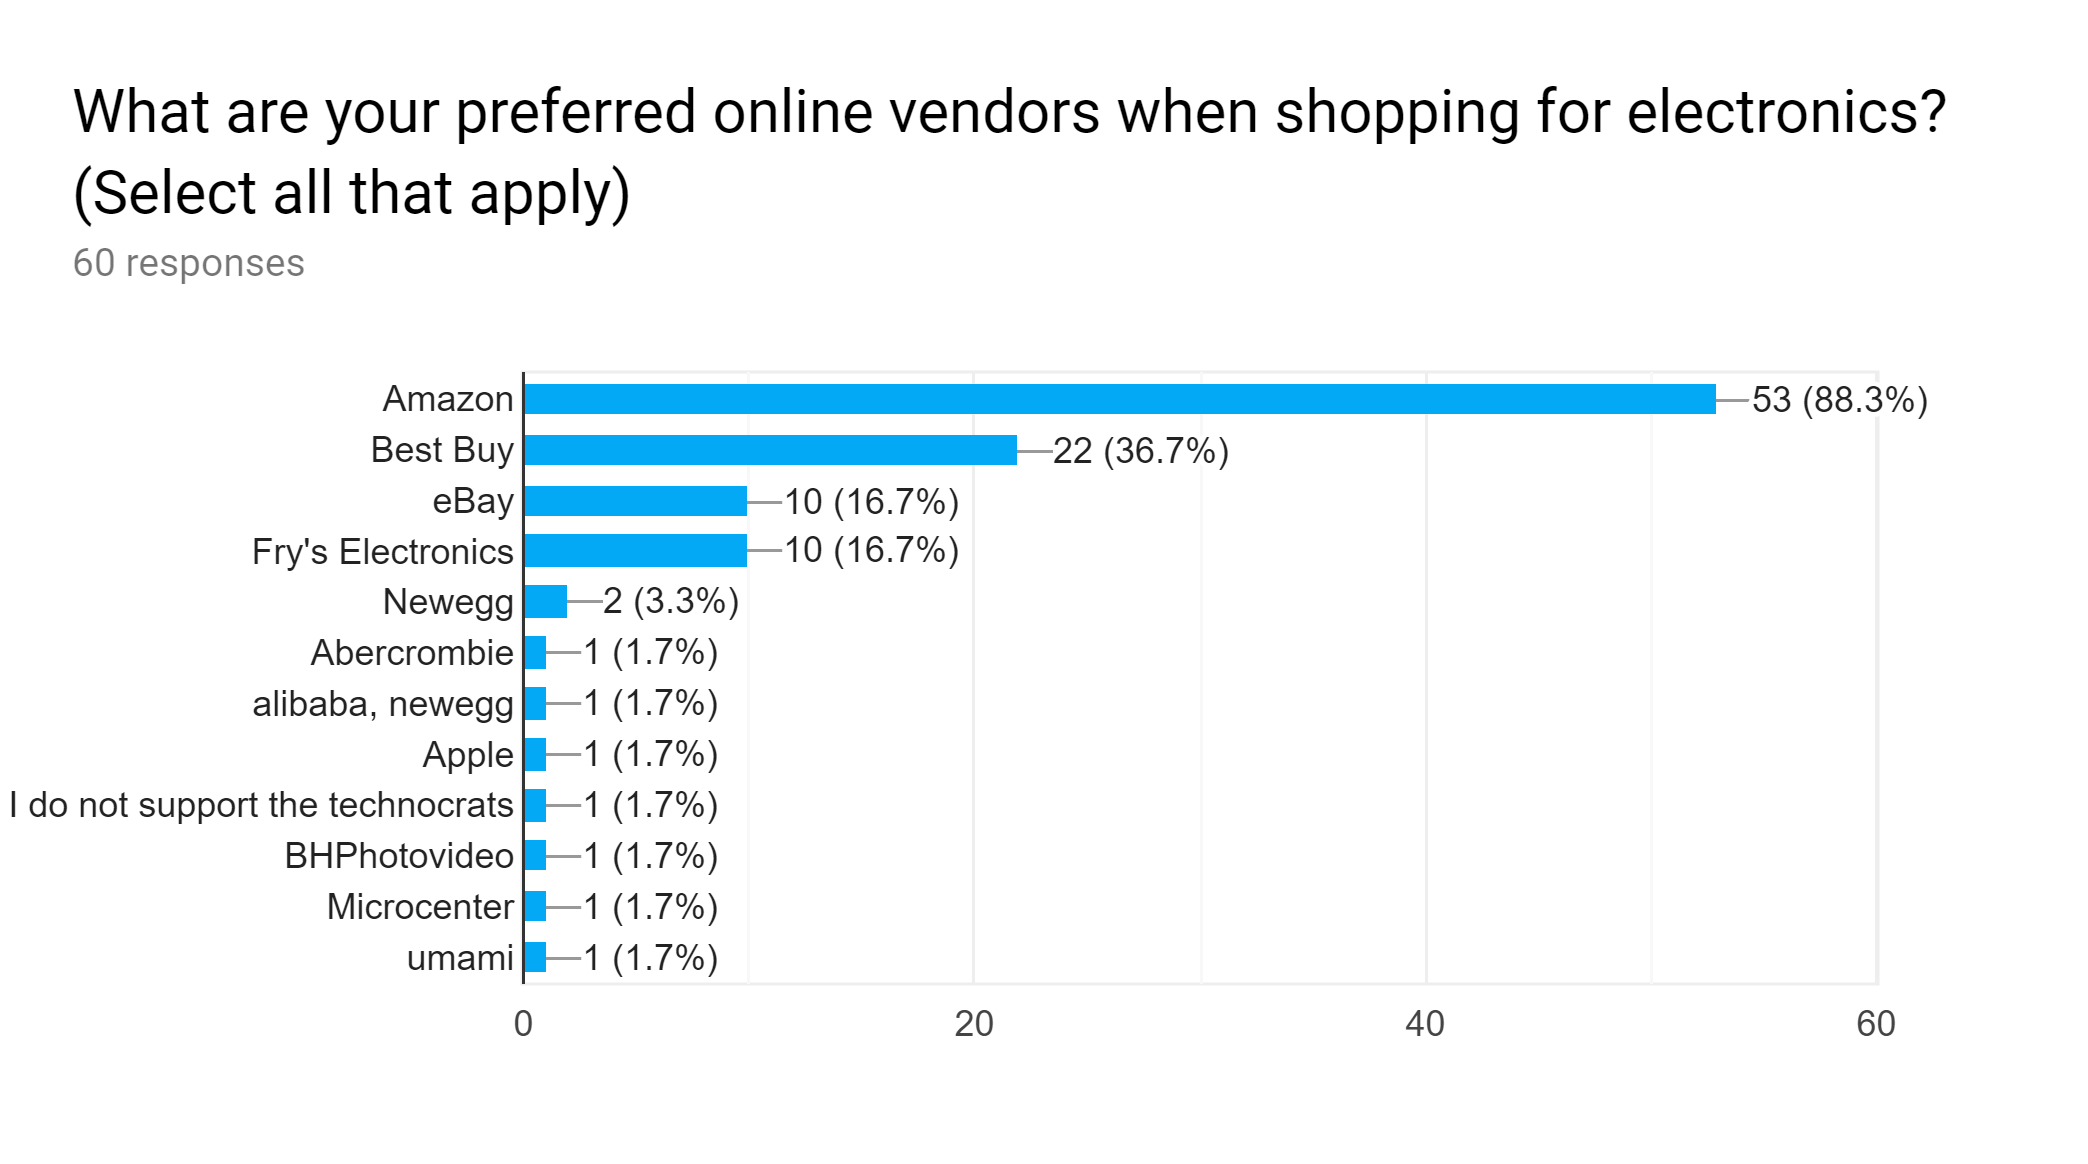 What are your preferred online vendors when shopping for electronics?
(Select all that apply)
60 responses
Amazon 53 (88.3%)
Best Buy 22 (36.7%)
eBay 10 (16.7%)
Fry's Electronics 10 (16.7%)
Newegg 2 (3.3%)
Abercrombie 1 (1.7%)
alibaba, newegg 1 (1.7%)
Apple 1 (1.7%)
I do not support the technocrats 1 (1.7%)
BHPhotovideo 1 (1.7%)
Microcenter 1 (1.7%)
umami 1 (1.7%)
0 20 40 60